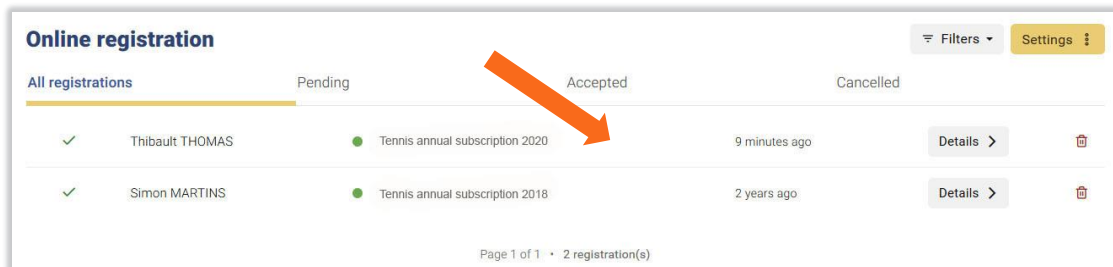 Online registration Filters Settings
All registrations Pending Accepted Cancelled
Thibault THOMAS Tennis annual subscription 2020 9 minutes ago Details
Simon MARTINS Tennis annual subscription 2018 2 years ago Details
Page 1 of 1 • 2 registration(s)